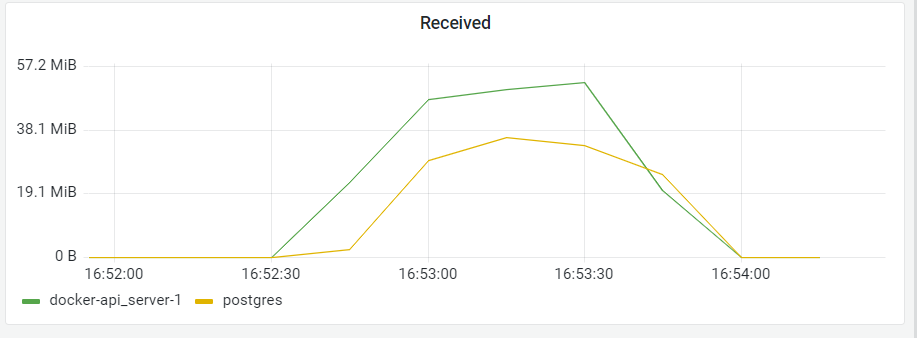 Received
57.2 MiB
38.1 MiB
19.1 MiB
0 B
16:52:00 16:52:30 16:53:00 16:53:30 16:54:00
docker-api_server-1 postgres